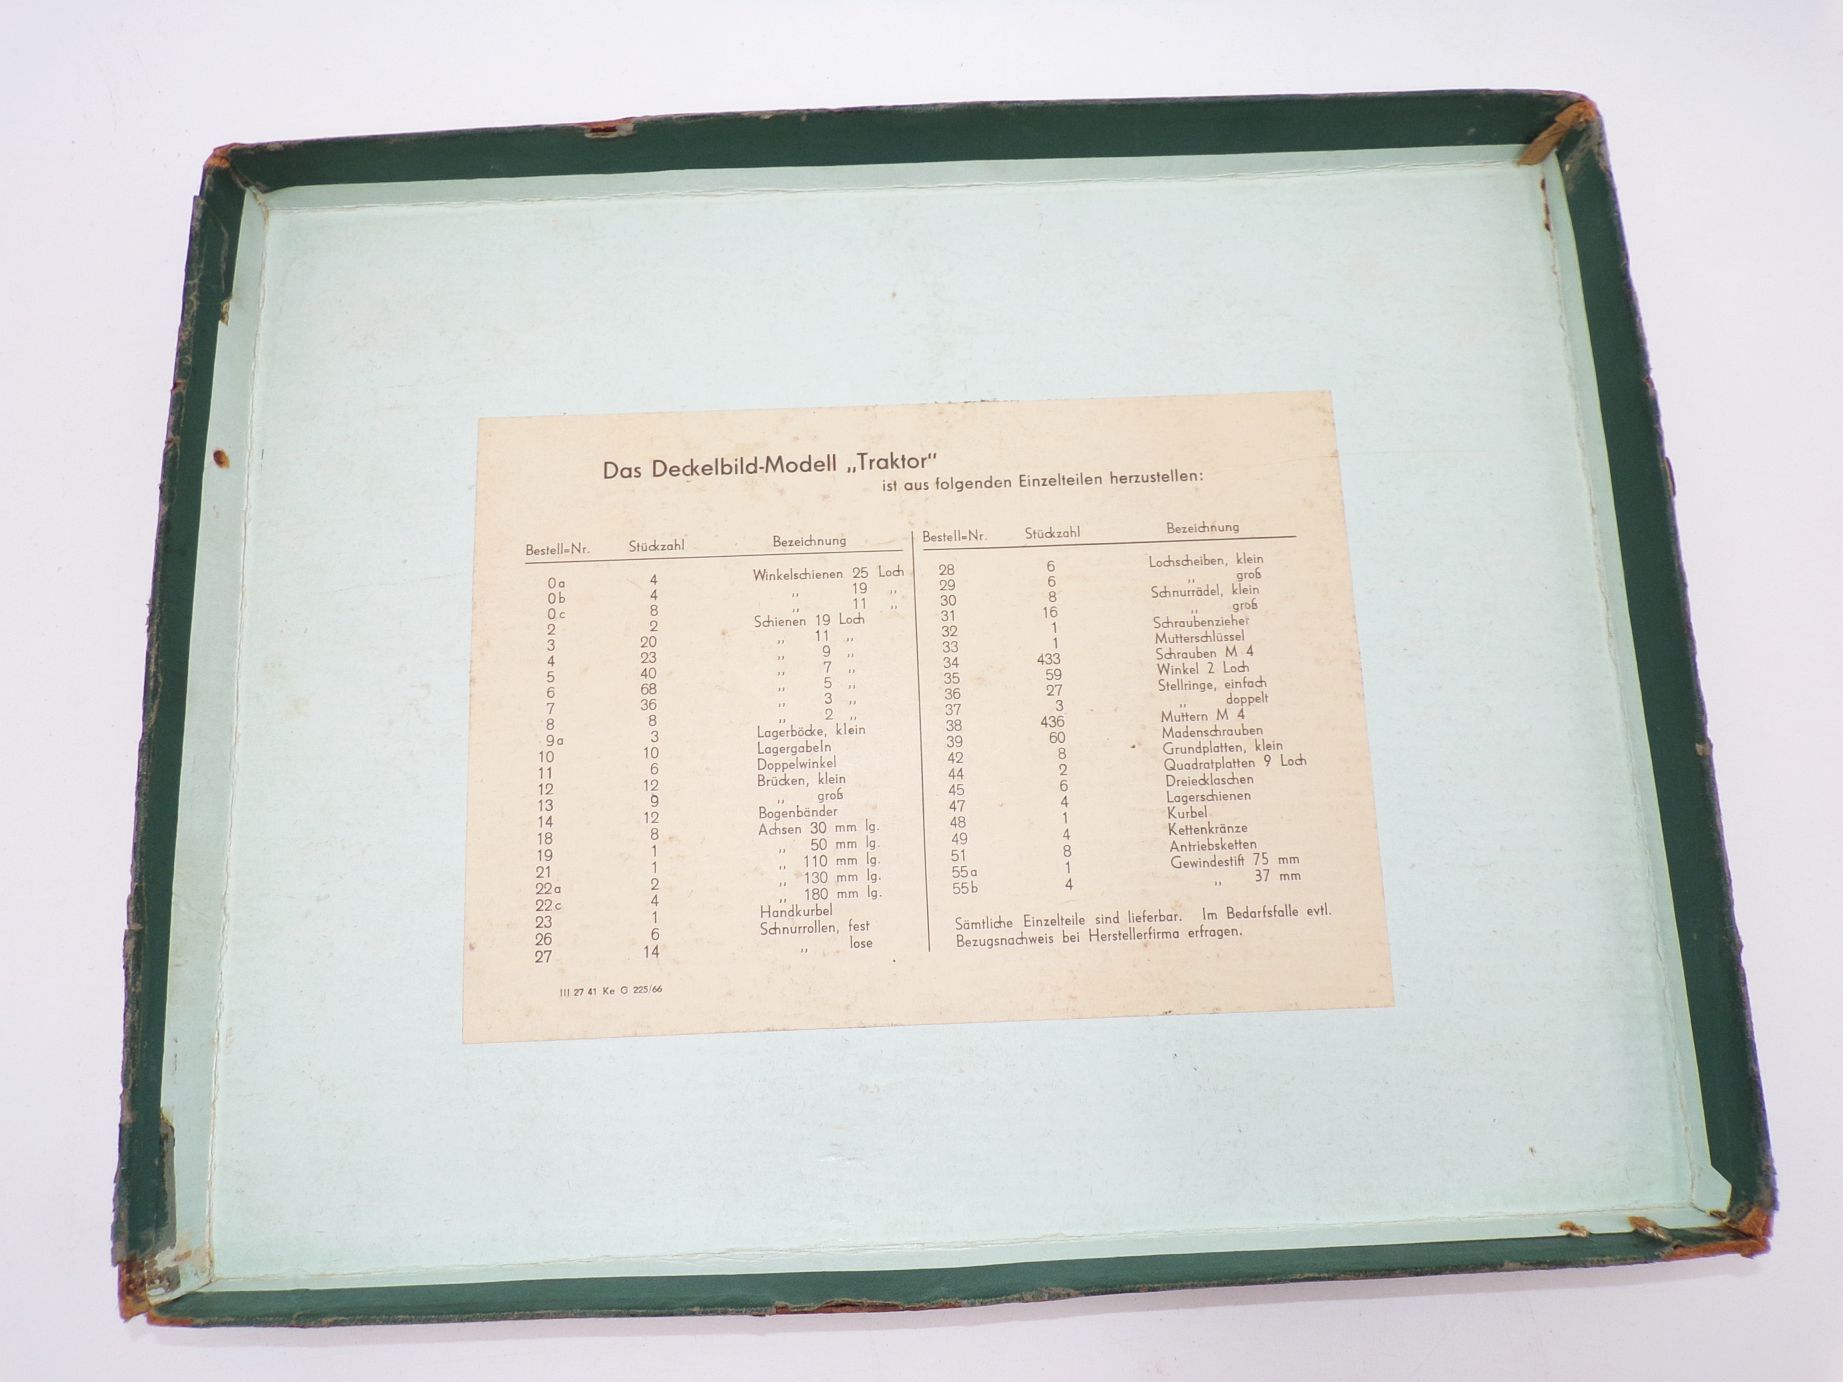 Das Deckelbild-Modell „Traktor"
ist aus folgenden Einzelteilen herzustellen:
Bestell=Nr. Stückzahl Bezeichnung
0a 4 Winkelschienen 25 Loch
0b 4 „ 19 „
0c 8 „ 11 „
2 2 Schienen 19 Loch
3 20 „ 11 „
4 23 „ 9 „
5 40 „ 7 „
6 68 „ 5 „
7 36 „ 3 „
8 8 „ 2 „
9a 3 Lagerböcke, klein
10 10 Lagergabeln
11 6 Doppelwinkel
12 12 Brücken, klein
13 9 „ groß
14 12 Bogenbänder
18 8 Achsen 30 mm lg.
19 1 „ 50 mm lg.
21 1 „ 110 mm lg.
22a 2 „ 130 mm lg.
22c 4 „ 180 mm lg.
23 1 Handkurbel
26 6 Schnurrollen, fest
27 14 „ lose
III 27 41 Ke G 225/66
Bestell=Nr. Stückzahl Bezeichnung
28 6 Lochscheiben, klein
29 6 „ groß
30 8 Schnurrädel, klein
31 16 „ groß
32 1 Schraubenzieher
33 1 Mutterschlüssel
34 433 Schrauben M 4
35 59 Winkel 2 Loch
36 27 Stellringe, einfach
37 3 „ doppelt
38 436 Muttern M 4
39 60 Madenschrauben
42 8 Grundplatten, klein
44 2 Quadratplatten 9 Loch
45 6 Dreiecklaschen
47 4 Lagerschienen
48 1 Kurbel
49 4 Kettenkränze
51 8 Antriebsketten
55a 1 Gewindestift 75 mm
55b 4 „ 37 mm
Sämtliche Einzelteile sind lieferbar. Im Bedarfsfalle evtl.
Bezugsnachweis bei Herstellerfirma erfragen.